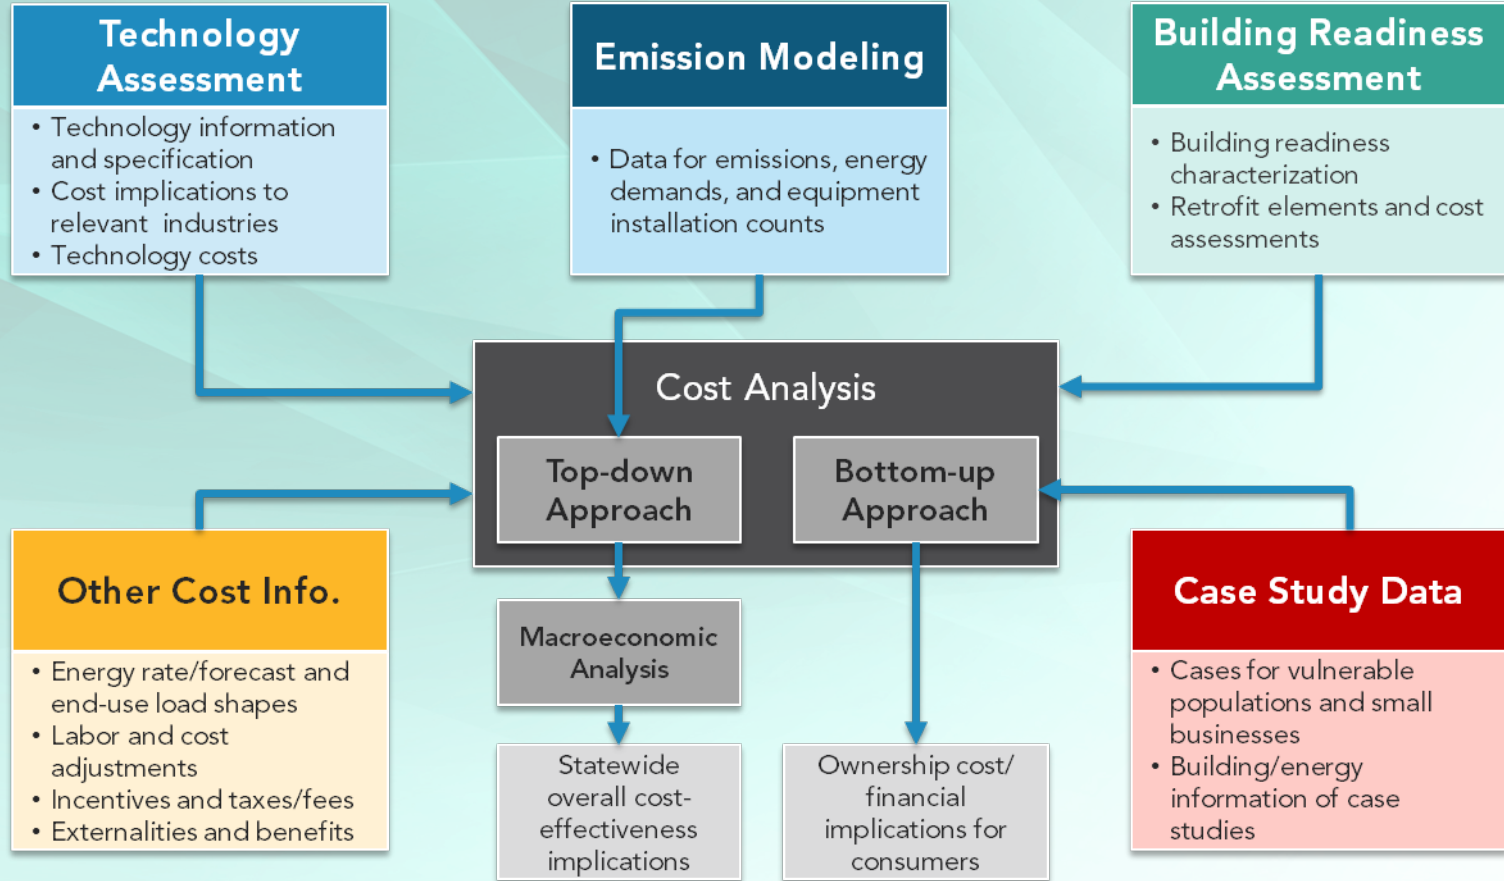 Technology
Assessment
• Technology information
and specification
• Cost implications to
relevant industries
• Technology costs
Emission Modeling
• Data for emissions, energy
demands, and equipment
installation counts
Building Readiness
Assessment
• Building readiness
characterization
• Retrofit elements and cost
assessments
Cost Analysis
Top-down
Approach
Bottom-up
Approach
Other Cost Info.
• Energy rate/forecast and
end-use load shapes
• Labor and cost
adjustments
• Incentives and taxes/fees
• Externalities and benefits
Macroeconomic
Analysis
Statewide
overall cost-
effectiveness
implications
Ownership cost/
financial
implications for
consumers
Case Study Data
• Cases for vulnerable
populations and small
businesses
• Building/energy
information of case
studies